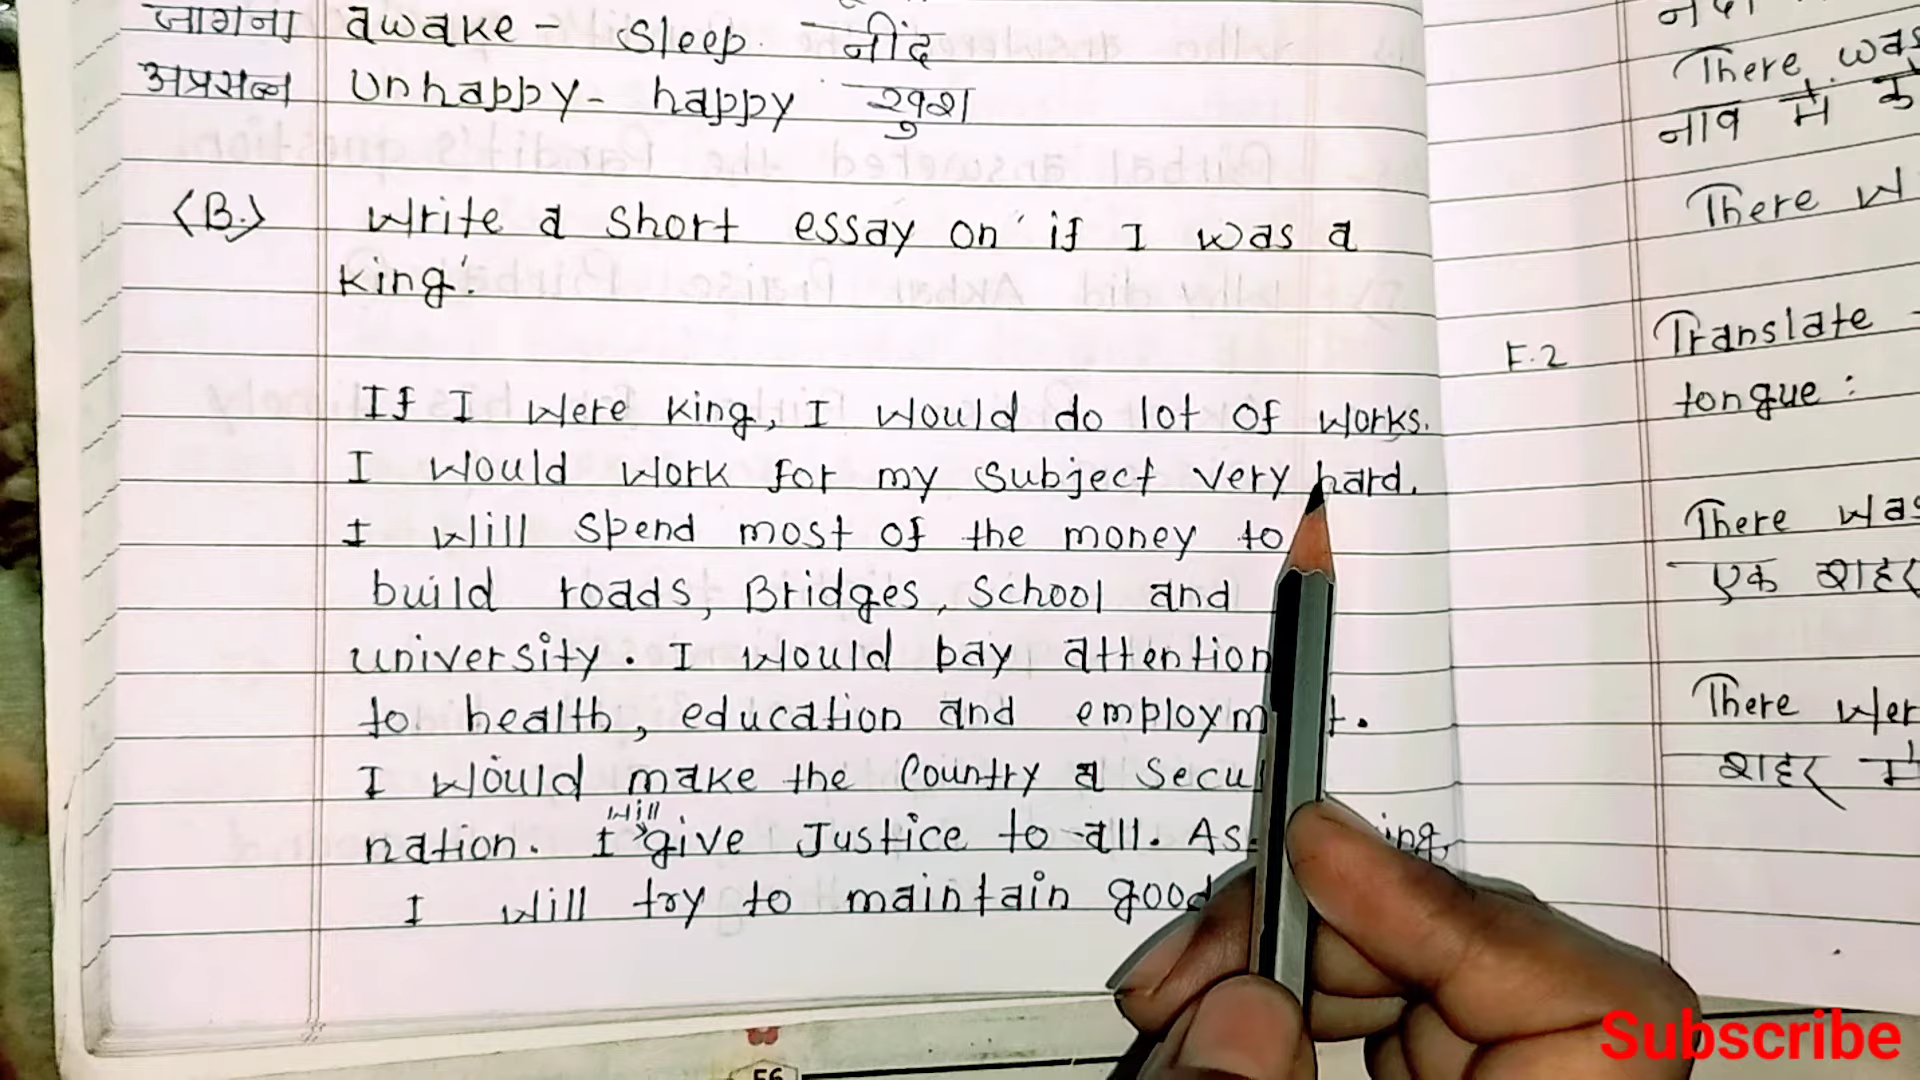 जागना awake - Sleep. नींद
अप्रसन्न Unhappy - happy खुश
(B.) Write a short essay on 'if I was a
king'.
If I were king, I would do lot of works.
I would work for my subject very hard.
I will spend most of the money to
build roads, Bridges, School and
university. I would pay attention
to health, education and
I would make the Country a
will
nation. I give Justice to all. As
I will try to maintain good
There was
नाव में
There
F.2 Translate
tongue :
There was
एक शहर
There
शहर
Subscribe
56